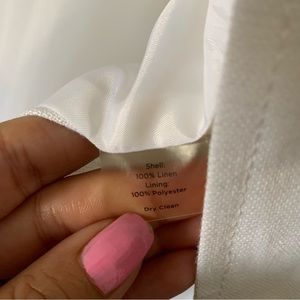 Shell:
100% Linen
Lining:
100% Polyester
Dry Clean